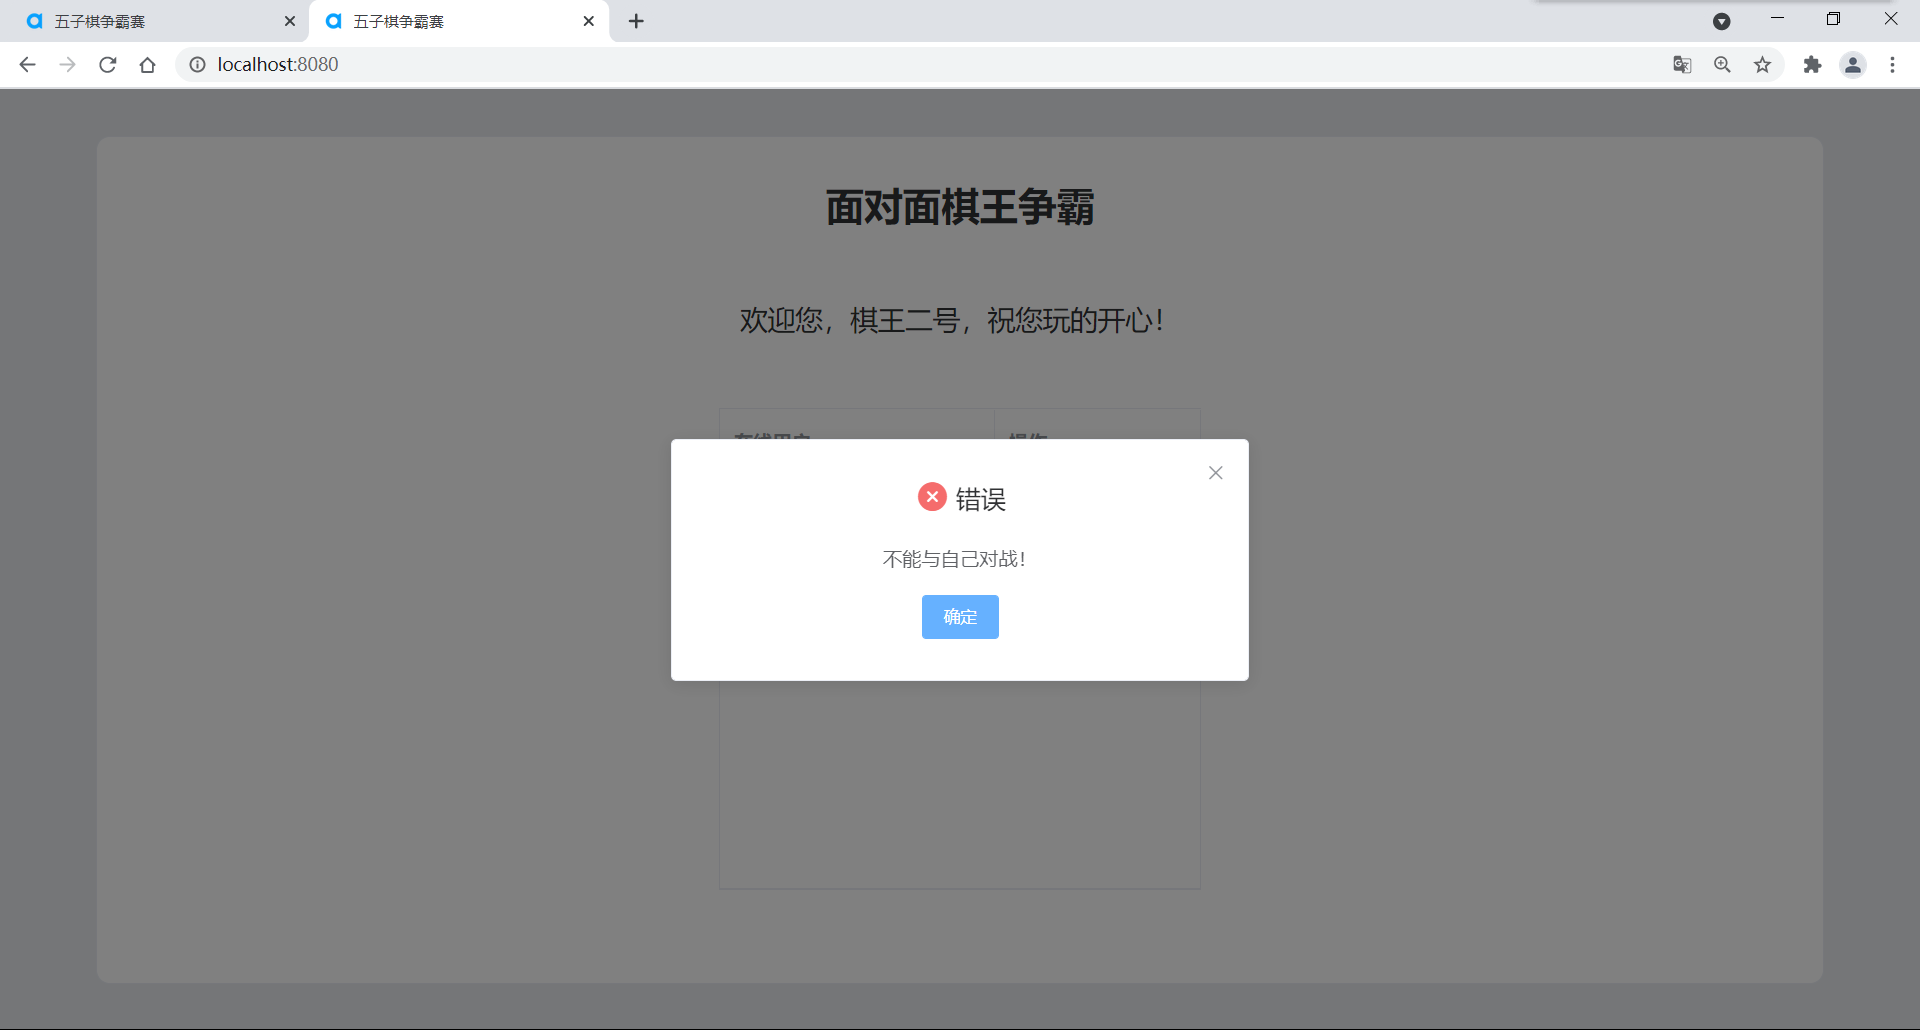 五子棋争霸赛
五子棋争霸赛
localhost:8080
面对面棋王争霸
欢迎您，棋王二号，祝您玩的开心！
错误
不能与自己对战！
确定